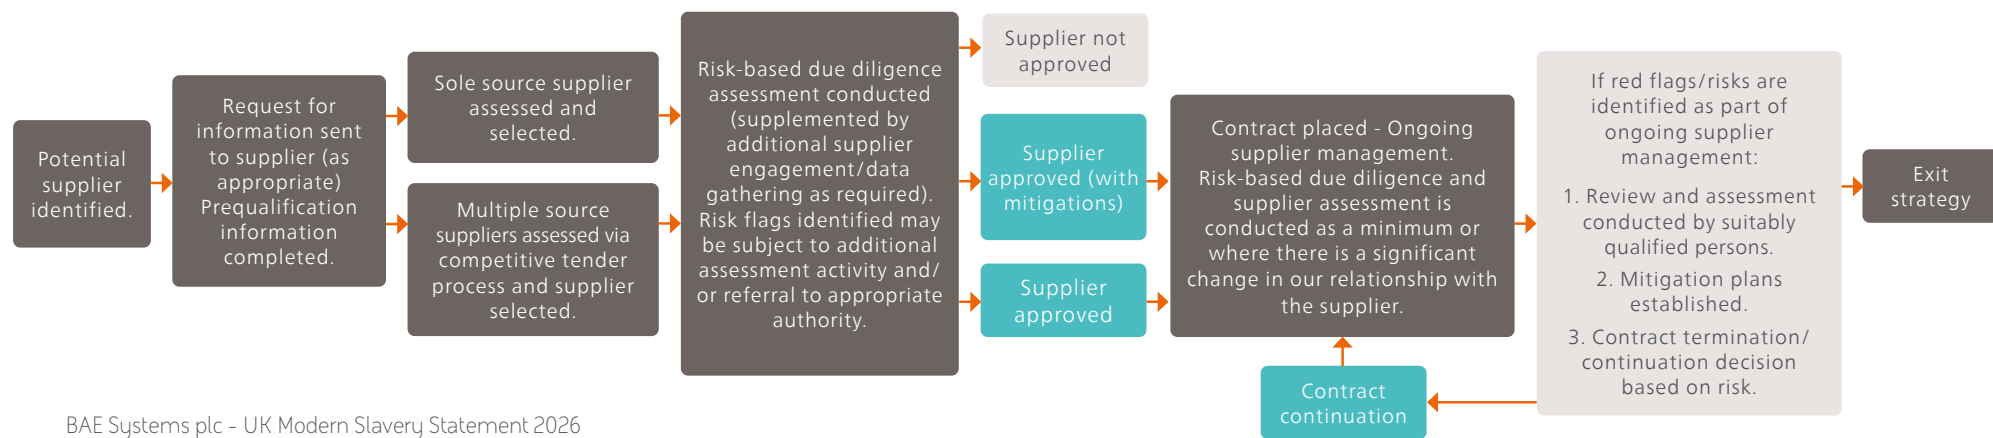 Potential
supplier
identified.
Request for
information sent
to supplier (as
appropriate)
Prequalification
information
completed.
Sole source supplier
assessed and
selected.
Multiple source
suppliers assessed via
competitive tender
process and supplier
selected.
Risk-based due diligence
assessment conducted
(supplemented by
additional supplier
engagement/data
gathering as required).
Risk flags identified may
be subject to additional
assessment activity and/
or referral to appropriate
authority.
Supplier not
approved
Supplier
approved (with
mitigations)
Supplier
approved
Contract placed - Ongoing
supplier management.
Risk-based due diligence and
supplier assessment is
conducted as a minimum or
where there is a significant
change in our relationship with
the supplier.
Contract
continuation
If red flags/risks are
identified as part of
ongoing supplier
management:
1. Review and assessment
conducted by suitably
qualified persons.
2. Mitigation plans
established.
3. Contract termination/
continuation decision
based on risk.
Exit
strategy
BAE Systems plc - UK Modern Slavery Statement 2026